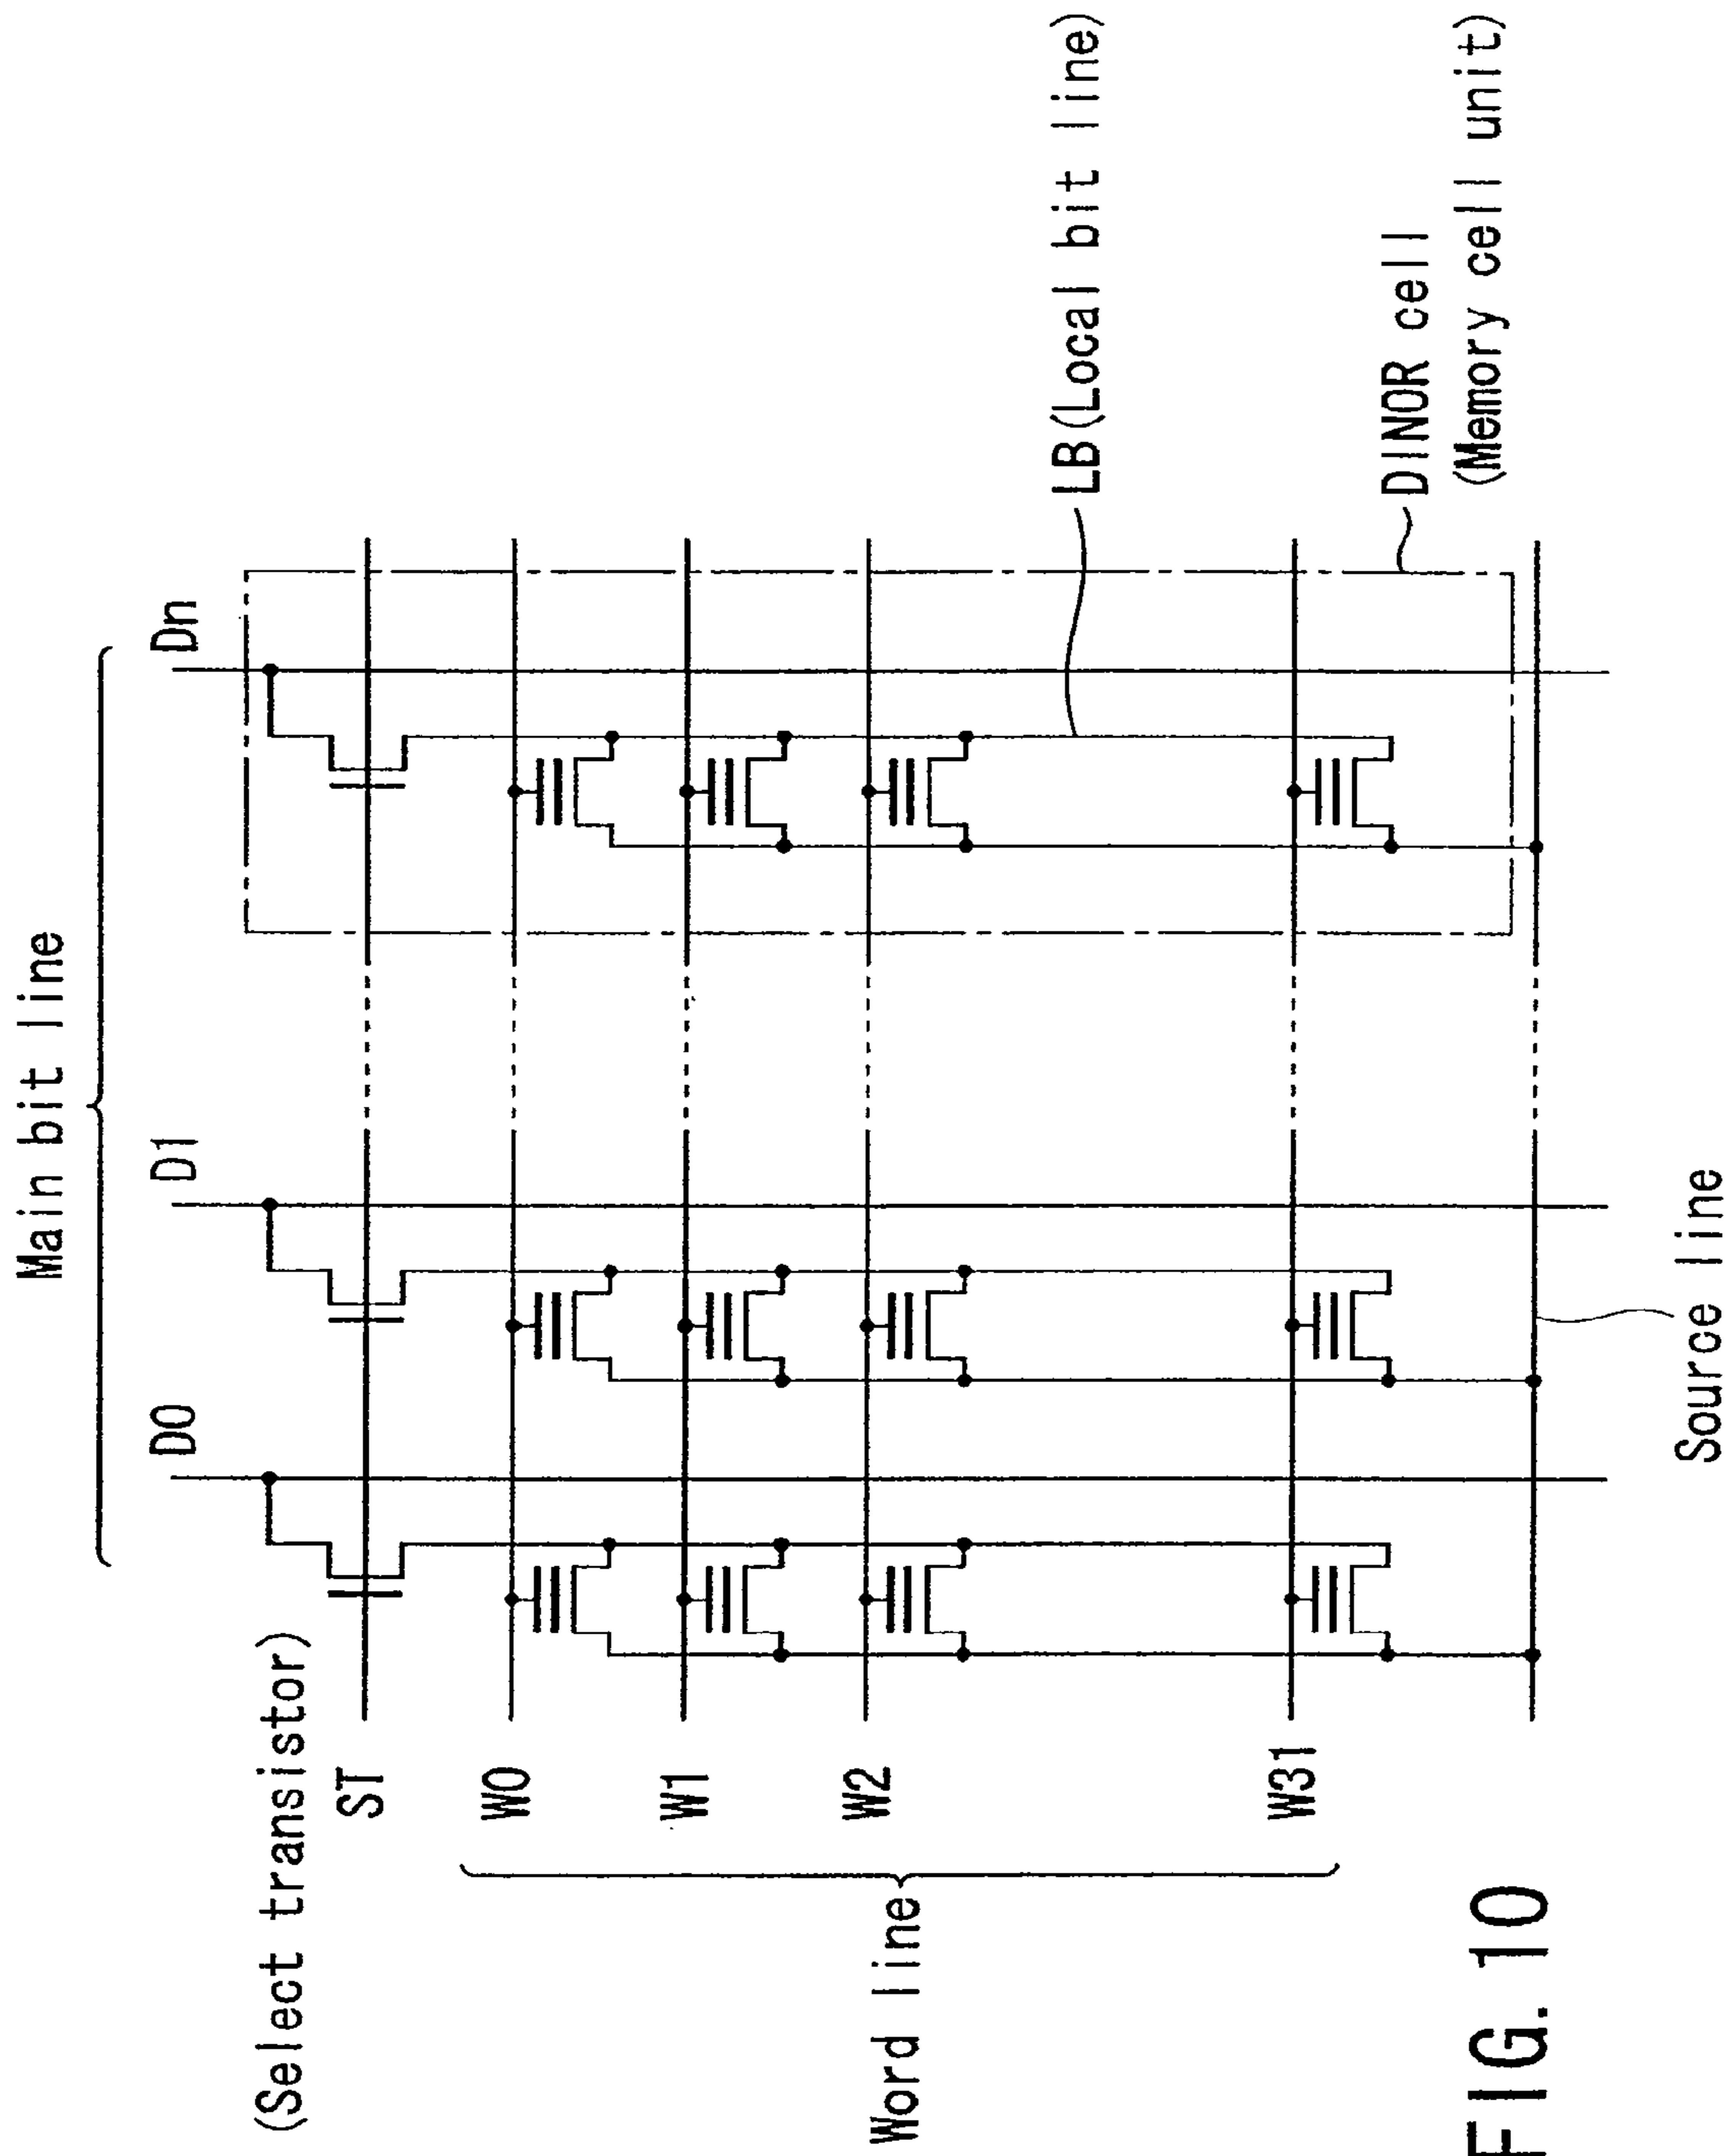 Main bit line
D0
D1
Dn
(Select transistor)
ST
W0
W1
W2
W31
Word line
LB(Local bit line)
DINOR cell
(Memory cell unit)
Source line
FIG. 10